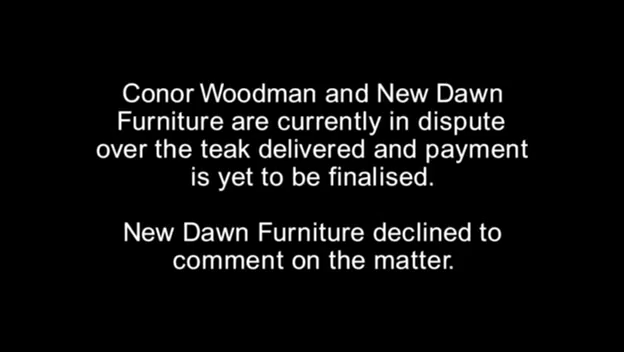 Conor Woodman and New Dawn
Furniture are currently in dispute
over the teak delivered and payment
is yet to be finalised.
New Dawn Furniture declined to
comment on the matter.